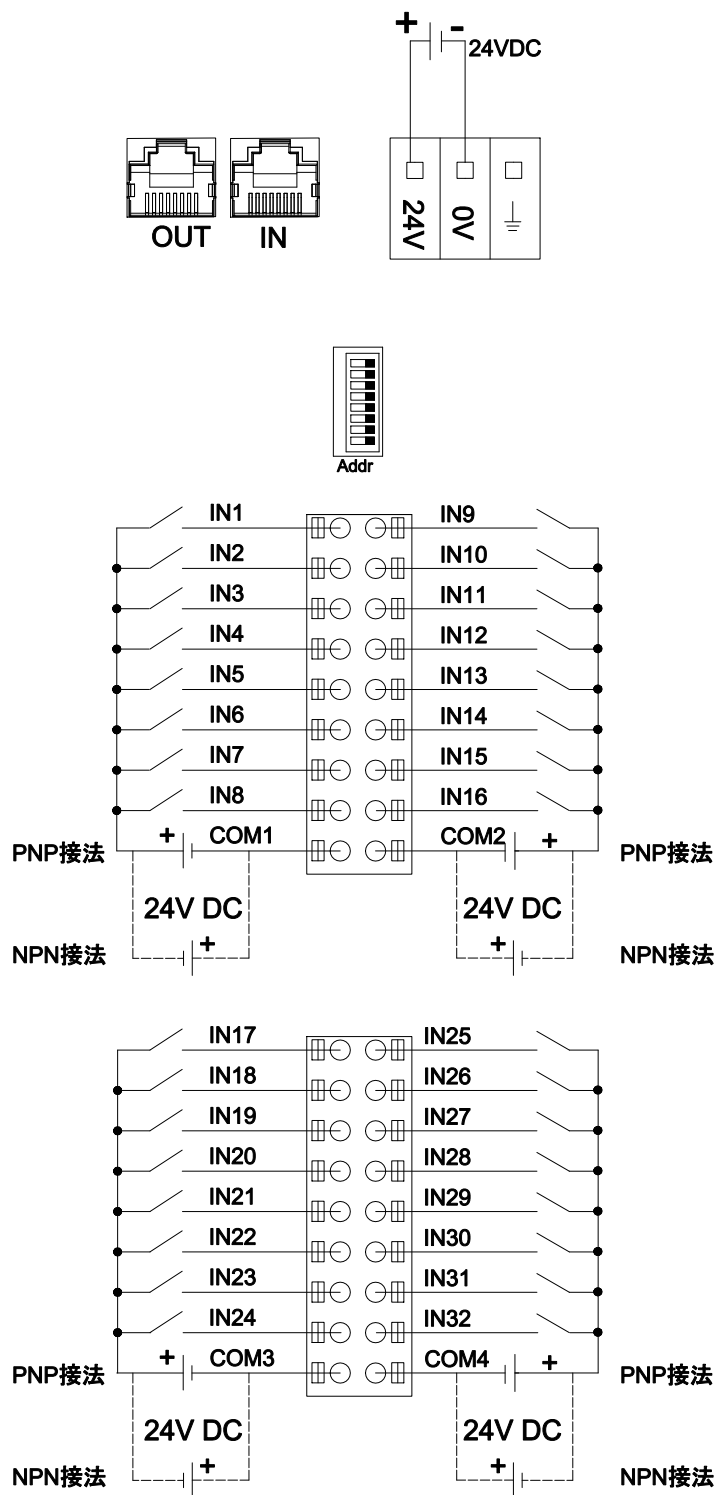 + - 24VDC
24V 0V
OUT IN
Addr
IN1 IN9
IN2 IN10
IN3 IN11
IN4 IN12
IN5 IN13
IN6 IN14
IN7 IN15
IN8 IN16
PNP接法 + COM1 COM2 + PNP接法
24V DC 24V DC
NPN接法 + + NPN接法
IN17 IN25
IN18 IN26
IN19 IN27
IN20 IN28
IN21 IN29
IN22 IN30
IN23 IN31
IN24 IN32
PNP接法 + COM3 COM4 + PNP接法
24V DC 24V DC
NPN接法 + + NPN接法